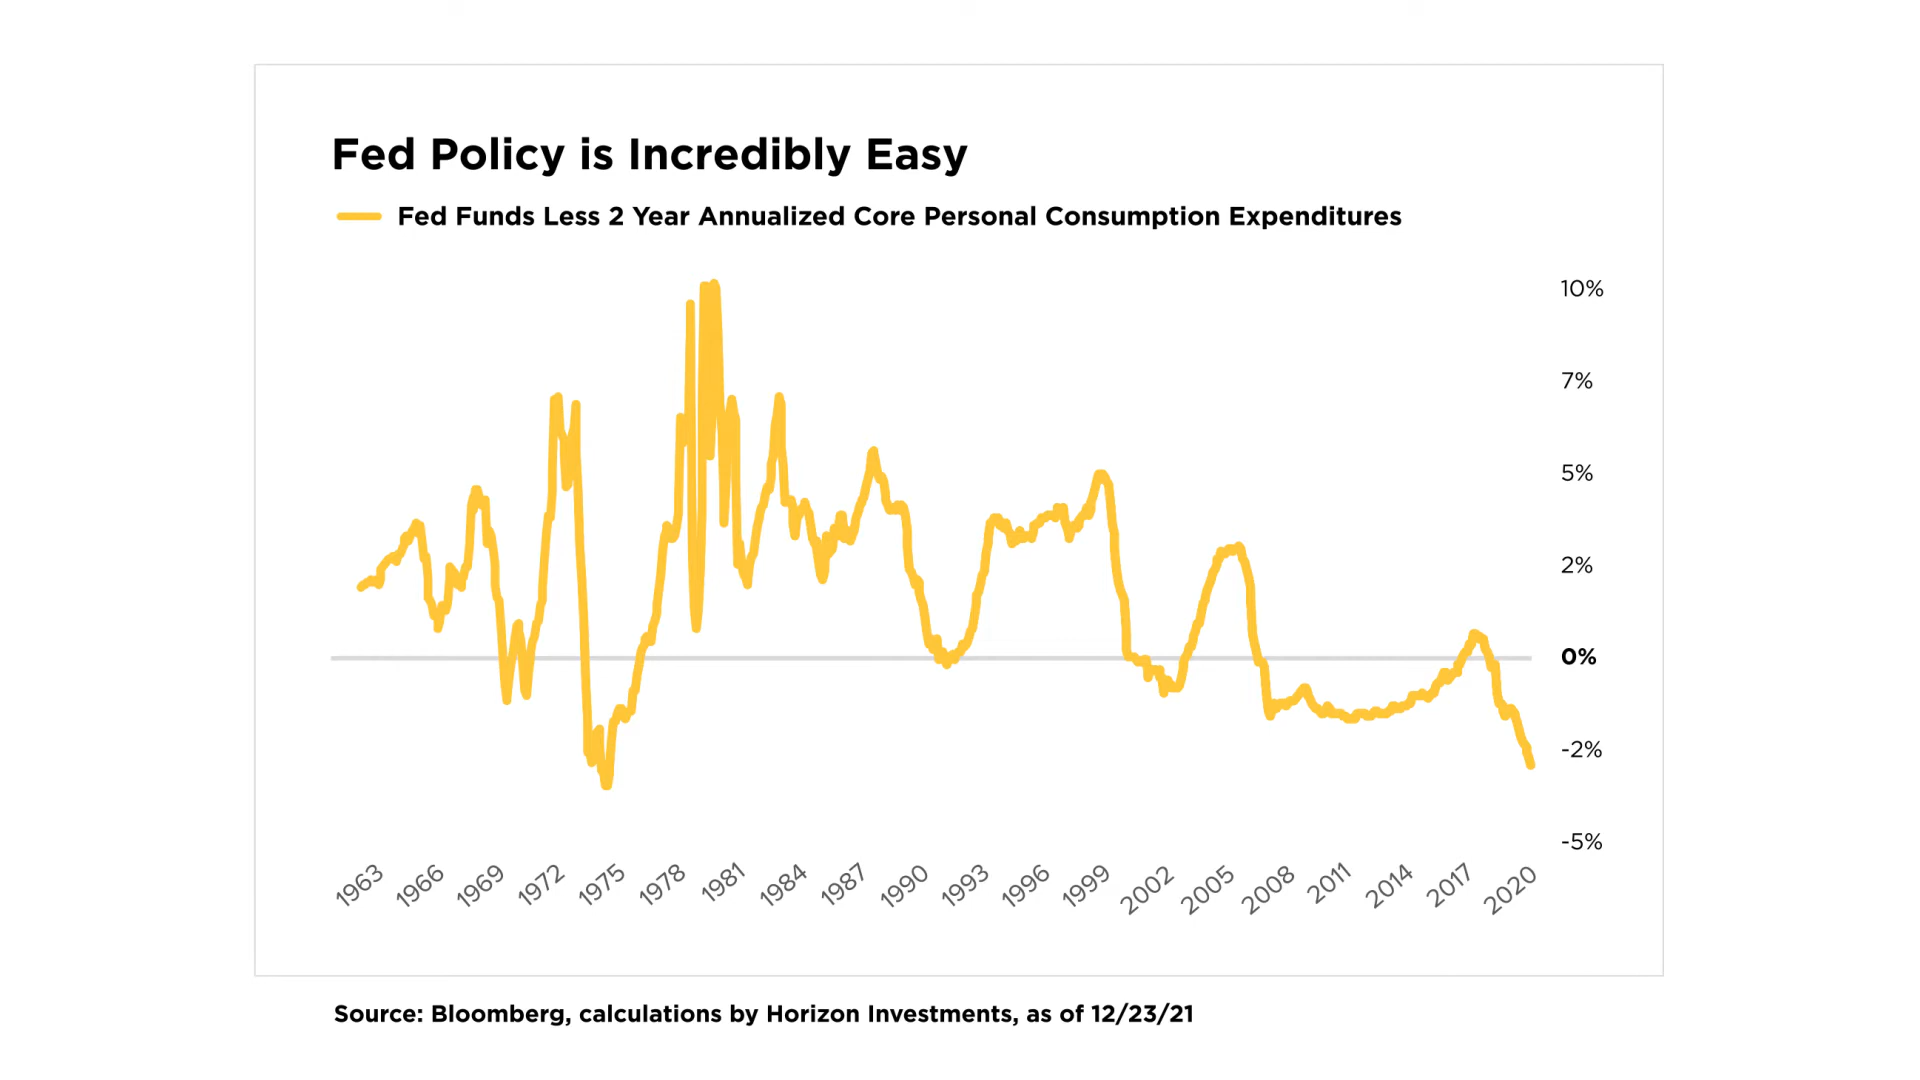 Fed Policy is Incredibly Easy
Fed Funds Less 2 Year Annualized Core Personal Consumption Expenditures
10%
7%
5%
2%
0%
-2%
-5%
1963 1966 1969 1972 1975 1978 1981 1984 1987 1990 1993 1996 1999 2002 2005 2008 2011 2014 2017 2020
Source: Bloomberg, calculations by Horizon Investments, as of 12/23/21